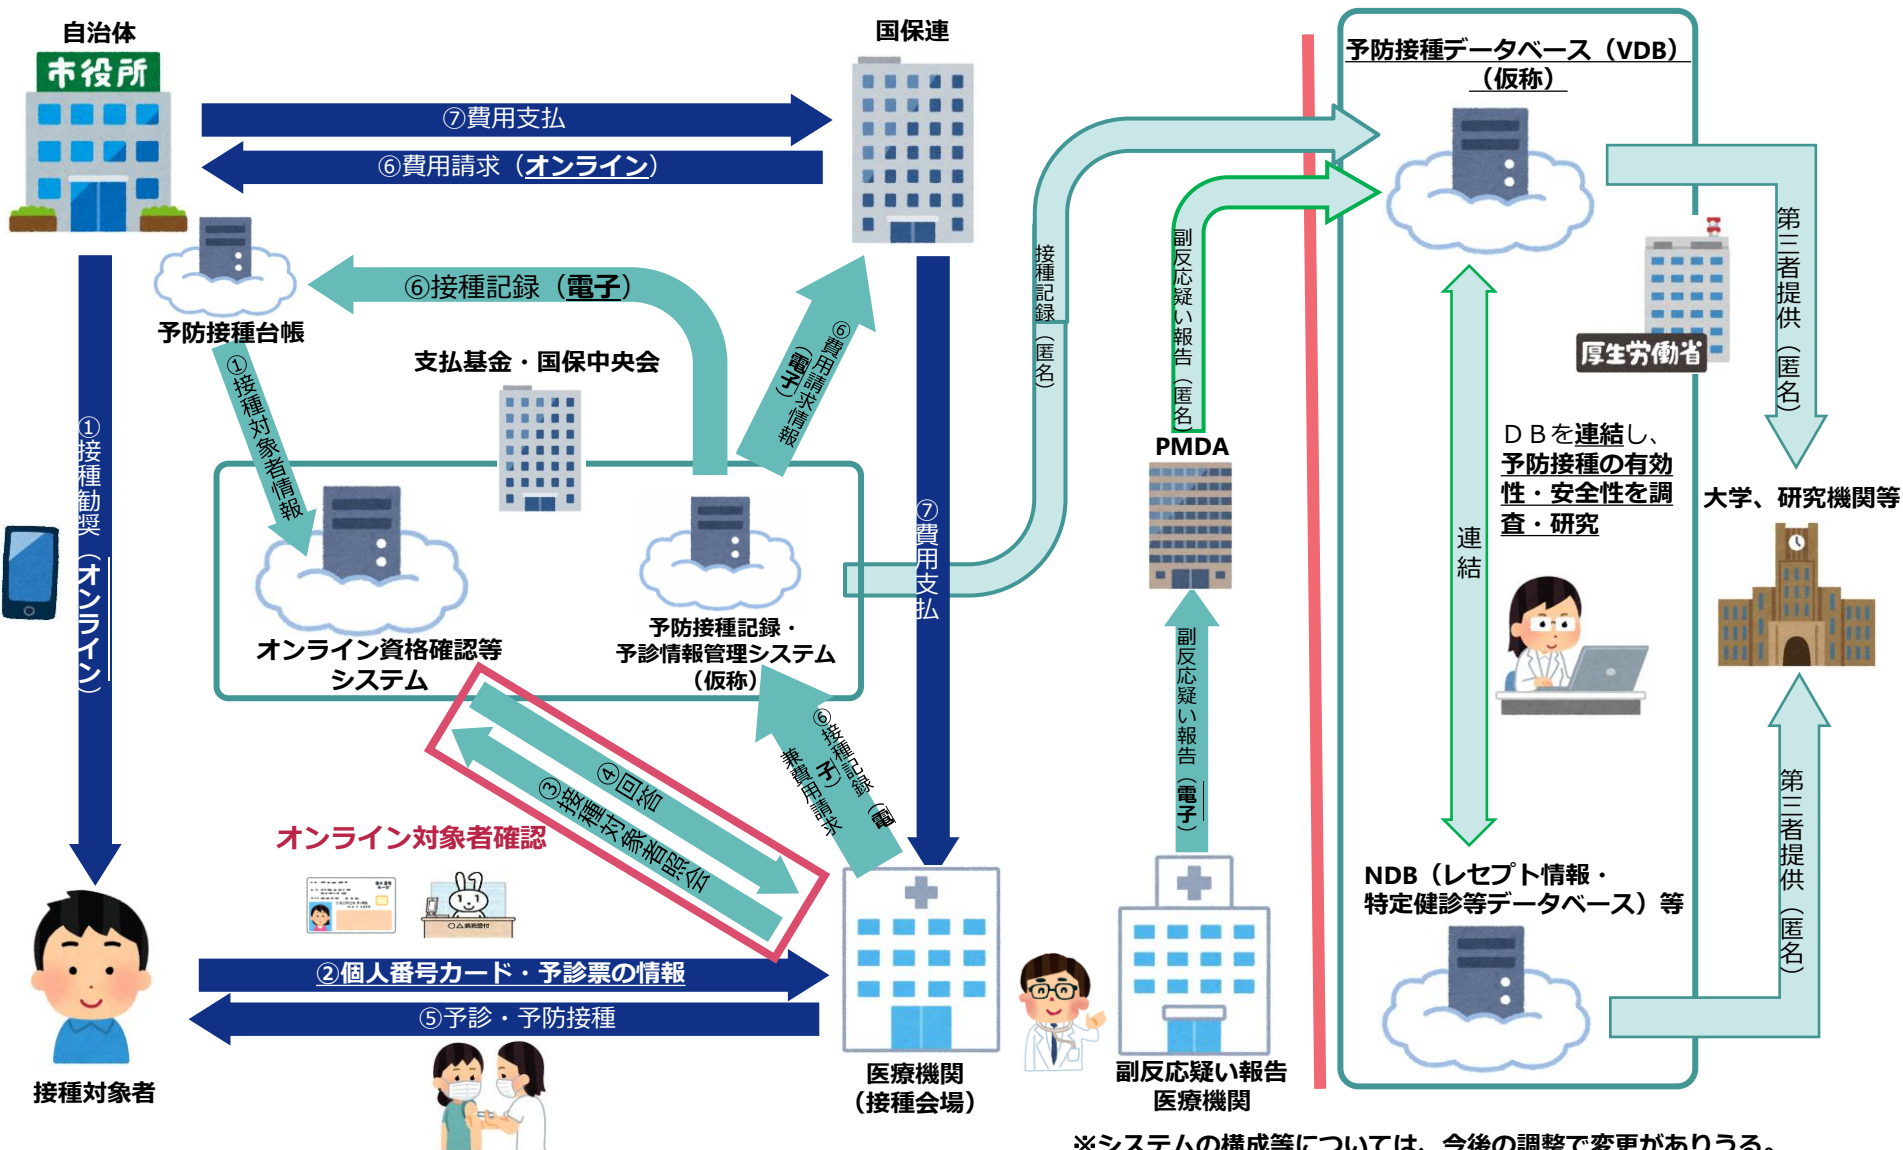 自治体
市役所
⑦費用支払
⑥費用請求（オンライン）
国保連
予防接種台帳
⑥接種記録（電子）
①接種対象者情報
支払基金・国保中央会
⑥費用請求情報
（電子）
①接種勧奨（オンライン）
オンライン資格確認等
システム
予防接種記録・
予診情報管理システム
（仮称）
⑦費用支払
接種記録（匿名）
副反応疑い報告（匿名）
PMDA
副反応疑い報告（電子）
④回答
③接種対象者照会
⑥接種記録（電
子）
兼費用請求
オンライン対象者確認
〇△病院受付
②個人番号カード・予診票の情報
⑤予診・予防接種
接種対象者
医療機関
（接種会場）
副反応疑い報告
医療機関
予防接種データベース（VDB）
（仮称）
厚生労働省
第三者提供（匿名）
ＤＢを連結し、
予防接種の有効
性・安全性を調
査・研究
連結
大学、研究機関等
NDB（レセプト情報・
特定健診等データベース）等
第三者提供（匿名）
※システムの構成等については、今後の調整で変更がありうる。